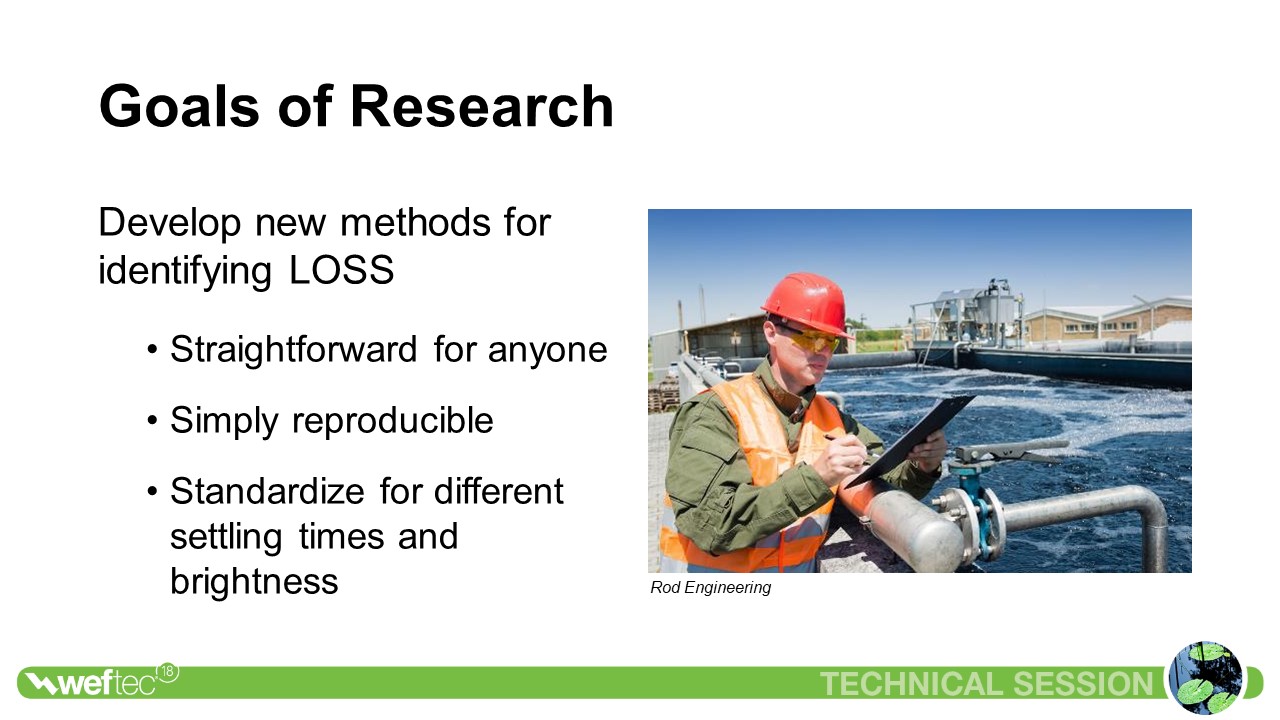 Goals of Research
Develop new methods for
identifying LOSS
• Straightforward for anyone
• Simply reproducible
• Standardize for different
settling times and
brightness
Rod Engineering
weftec 18
TECHNICAL SESSION